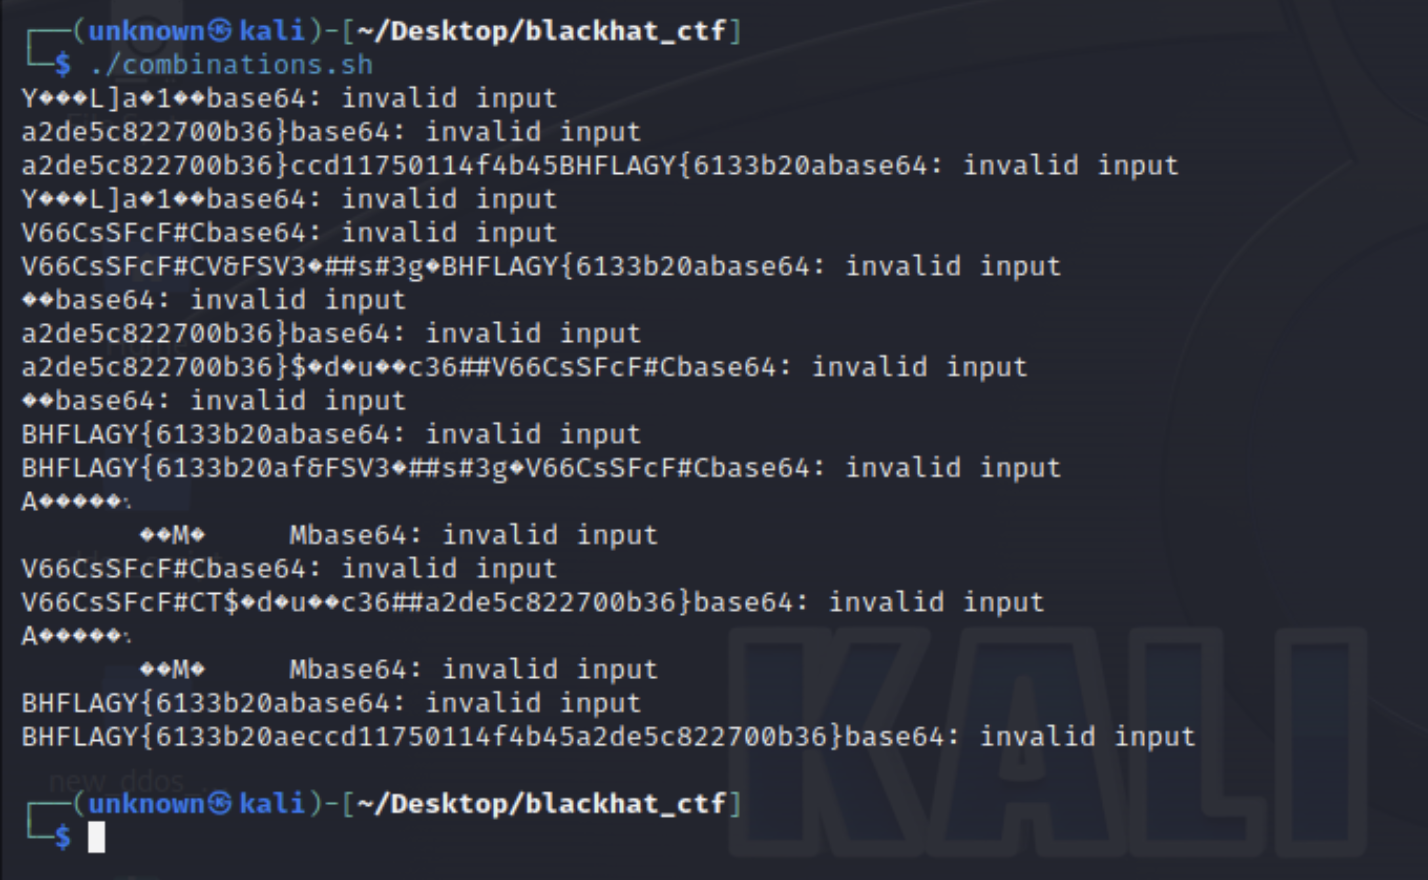 ┌──(unknown㉿kali)-[~/Desktop/blackhat_ctf]
└─$ ./combinations.sh
Y���L]a�1��base64: invalid input
a2de5c822700b36}base64: invalid input
a2de5c822700b36}ccd11750114f4b45BHFLAGY{6133b20abase64: invalid input
Y���L]a�1��base64: invalid input
V66CsSFcF#Cbase64: invalid input
V66CsSFcF#CV&FSV3�##s#3g�BHFLAGY{6133b20abase64: invalid input
��base64: invalid input
a2de5c822700b36}base64: invalid input
a2de5c822700b36}$�d�u��c36##V66CsSFcF#Cbase64: invalid input
��base64: invalid input
BHFLAGY{6133b20abase64: invalid input
BHFLAGY{6133b20af&FSV3�##s#3g�V66CsSFcF#Cbase64: invalid input
A�����
��M�     Mbase64: invalid input
V66CsSFcF#Cbase64: invalid input
V66CsSFcF#CT$�d�u��c36##a2de5c822700b36}base64: invalid input
A�����
��M�     Mbase64: invalid input
BHFLAGY{6133b20abase64: invalid input
BHFLAGY{6133b20aeccd11750114f4b45a2de5c822700b36}base64: invalid input
new_ddos_
┌──(unknown㉿kali)-[~/Desktop/blackhat_ctf]
└─$
KALI